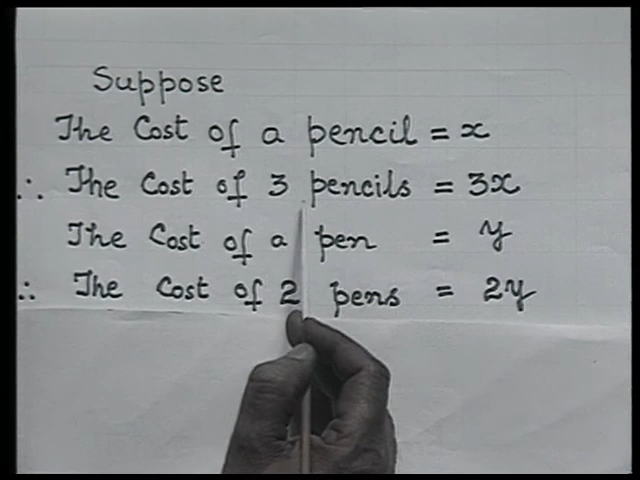 Suppose
The Cost of a pencil = x
∴ The Cost of 3 pencils = 3x
The Cost of a pen = y
∴ The Cost of 2 pens = 2y